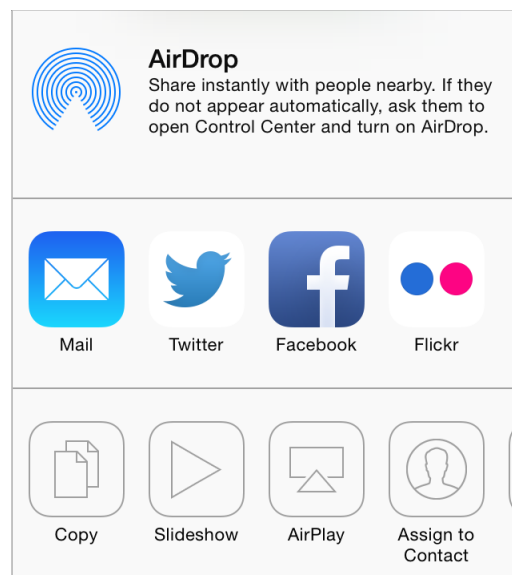 AirDrop
Share instantly with people nearby. If they
do not appear automatically, ask them to
open Control Center and turn on AirDrop.
Mail
Twitter
Facebook
Flickr
Copy
Slideshow
AirPlay
Assign to
Contact